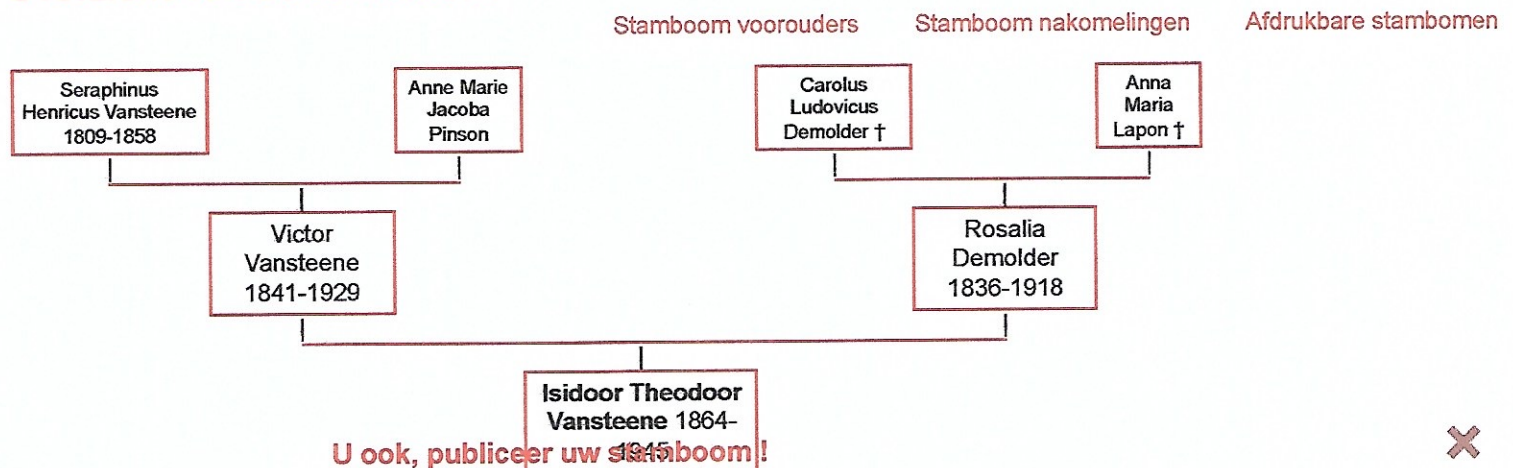 Stamboom voorouders
Stamboom nakomelingen
Afdrukbare stambomen
Seraphinus
Henricus Vansteene
1809-1858
Anne Marie
Jacoba
Pinson
Carolus
Ludovicus
Demolder †
Anna
Maria
Lapon †
Victor
Vansteene
1841-1929
Rosalia
Demolder
1836-1918
Isidoor Theodoor
Vansteene 1864-
1945
U ook, publiceer uw stamboom !